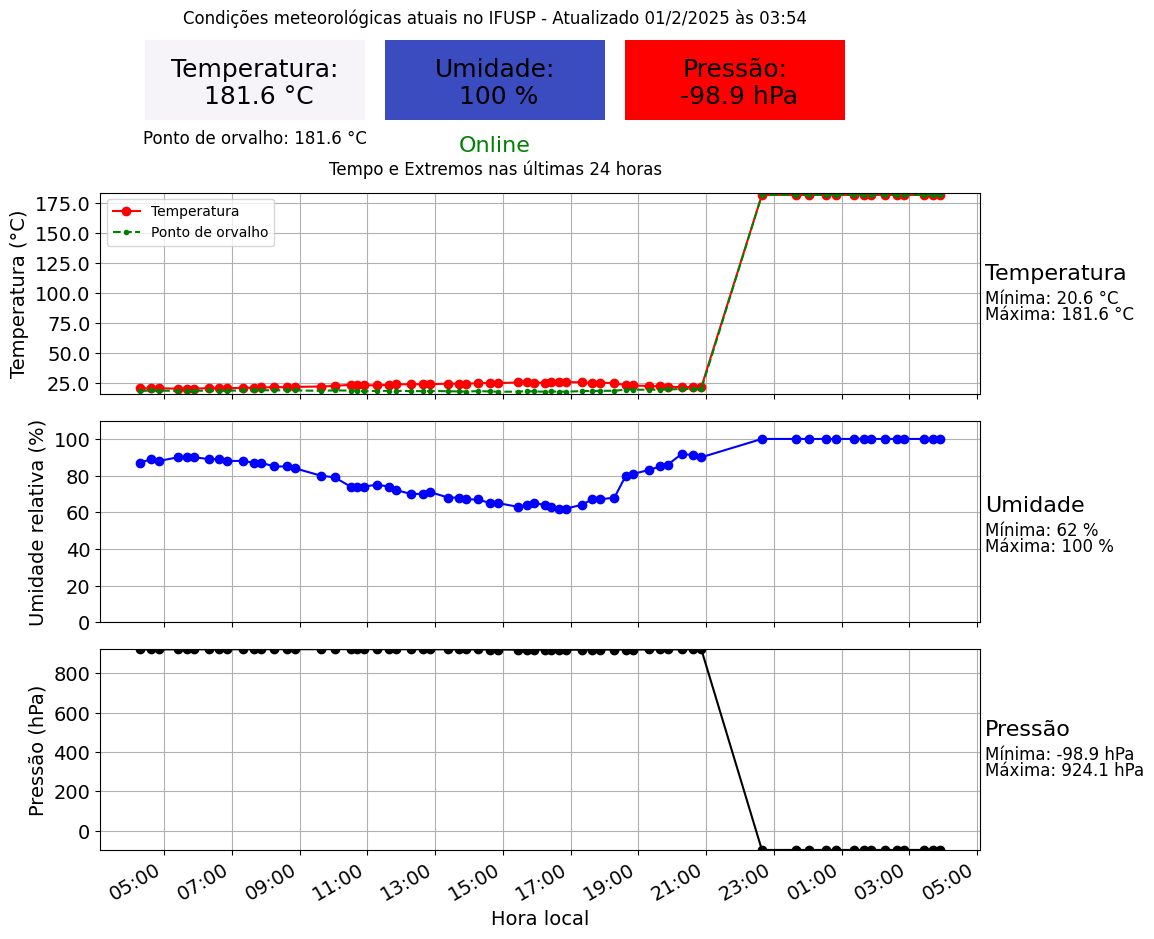 Condições meteorológicas atuais no IFUSP - Atualizado 01/2/2025 às 03:54
Temperatura:
181.6 °C
Umidade:
100 %
Pressão:
-98.9 hPa
Ponto de orvalho: 181.6 °C
Online
Tempo e Extremos nas últimas 24 horas
Temperatura (°C)
175.0
150.0
125.0
100.0
75.0
50.0
25.0
Temperatura
Ponto de orvalho
Temperatura
Mínima: 20.6 °C
Máxima: 181.6 °C
Umidade relativa (%)
100
80
60
40
20
0
Umidade
Mínima: 62 %
Máxima: 100 %
Pressão (hPa)
800
600
400
200
0
Pressão
Mínima: -98.9 hPa
Máxima: 924.1 hPa
05:00 07:00 09:00 11:00 13:00 15:00 17:00 19:00 21:00 23:00 01:00 03:00 05:00
Hora local